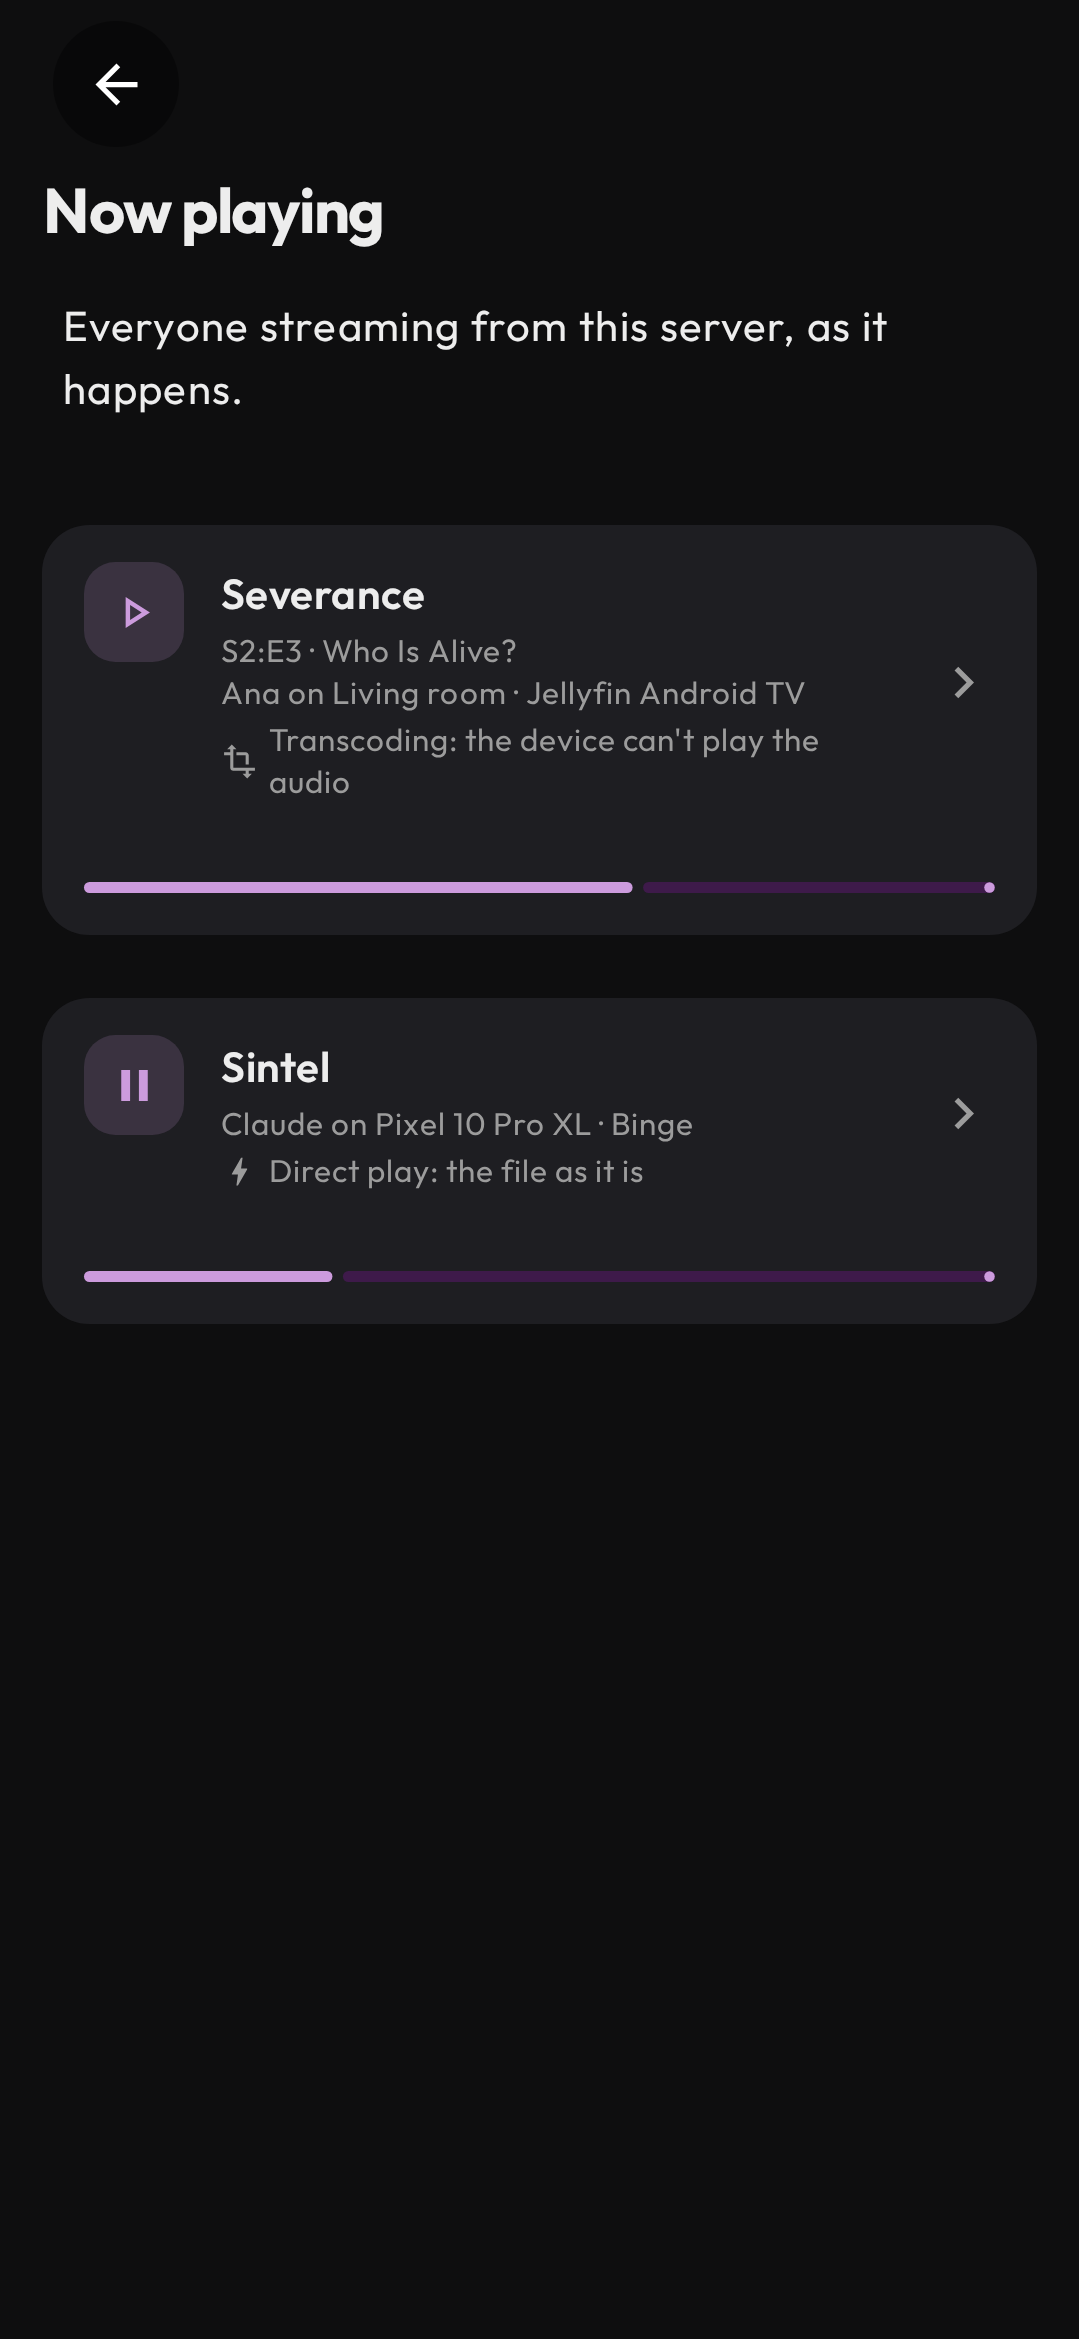 Now playing
Everyone streaming from this server, as it
happens.
Severance
S2:E3 · Who Is Alive?
Ana on Living room · Jellyfin Android TV
Transcoding: the device can't play the
audio
Sintel
Claude on Pixel 10 Pro XL · Binge
Direct play: the file as it is